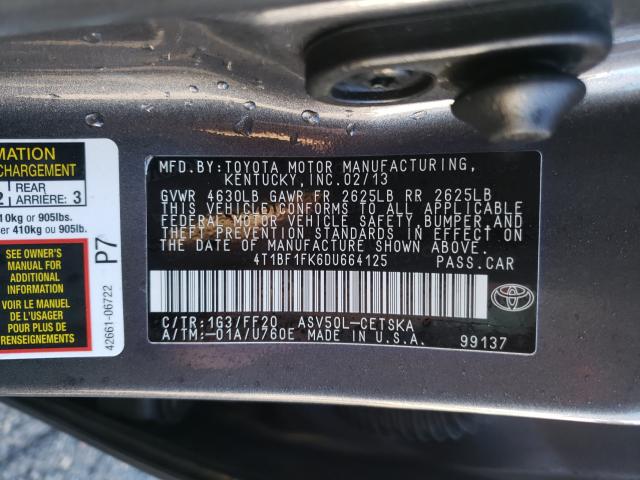 MATION
CHARGEMENT
2 REAR ARRIÈRE: 3
10kg or 905lbs.
er 410kg ou 905lb.
SEE OWNER'S
MANUAL FOR
ADDITIONAL
INFORMATION
VOIR LE MANUEL
DE L'USAGER
POUR PLUS DE
RENSEIGNEMENTS
P7
42661-06722
MFD.BY:TOYOTA MOTOR MANUFACTURING,
KENTUCKY,INC.02/13
GVWR 4630LB GAWR FR 2625LB RR 2625LB
THIS VEHICLE CONFORMS TO ALL APPLICABLE
FEDERAL MOTOR VEHICLE SAFETY,BUMPER,AND
THEFT PREVENTION STANDARDS IN EFFECT ON
THE DATE OF MANUFACTURE SHOWN ABOVE.
4T1BF1FK6DU664125 PASS.CAR
C/TR:1G3/FF20 ASV50L-CETSKA
A/TM:-01A/U760E MADE IN U.S.A. 99137